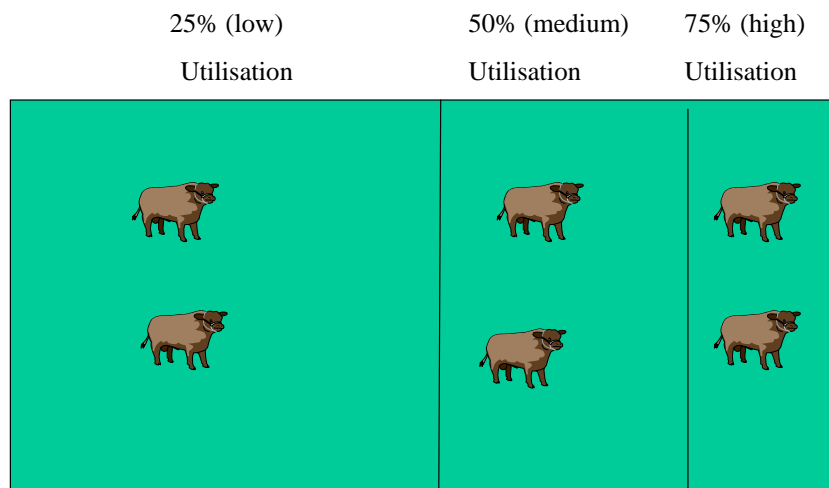 25% (low)
50% (medium)
75% (high)
Utilisation
Utilisation
Utilisation